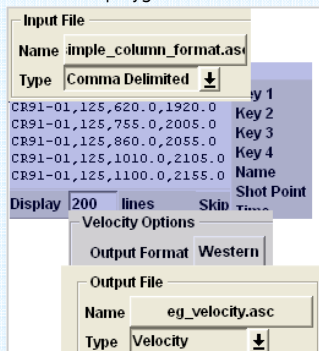 Input File
Name imple_column_format.asc
Type Comma Delimited
Key 1
CR91-01,125,620.0,1920.0
Key 2
CR91-01,125,755.0,2005.0
Key 3
CR91-01,125,860.0,2055.0
Key 4
CR91-01,125,1010.0,2105.0
Name
CR91-01,125,1100.0,2155.0
Shot Point
Display 200 lines Skip
Time
Velocity Options
Output Format Western
Output File
Name eg_velocity.asc
Type Velocity